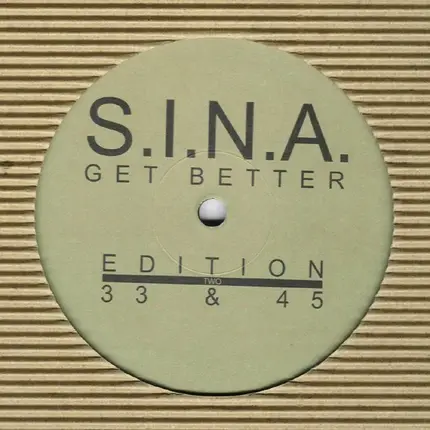 S.I.N.A.
GET BETTER
EDITION
TWO
33 & 45